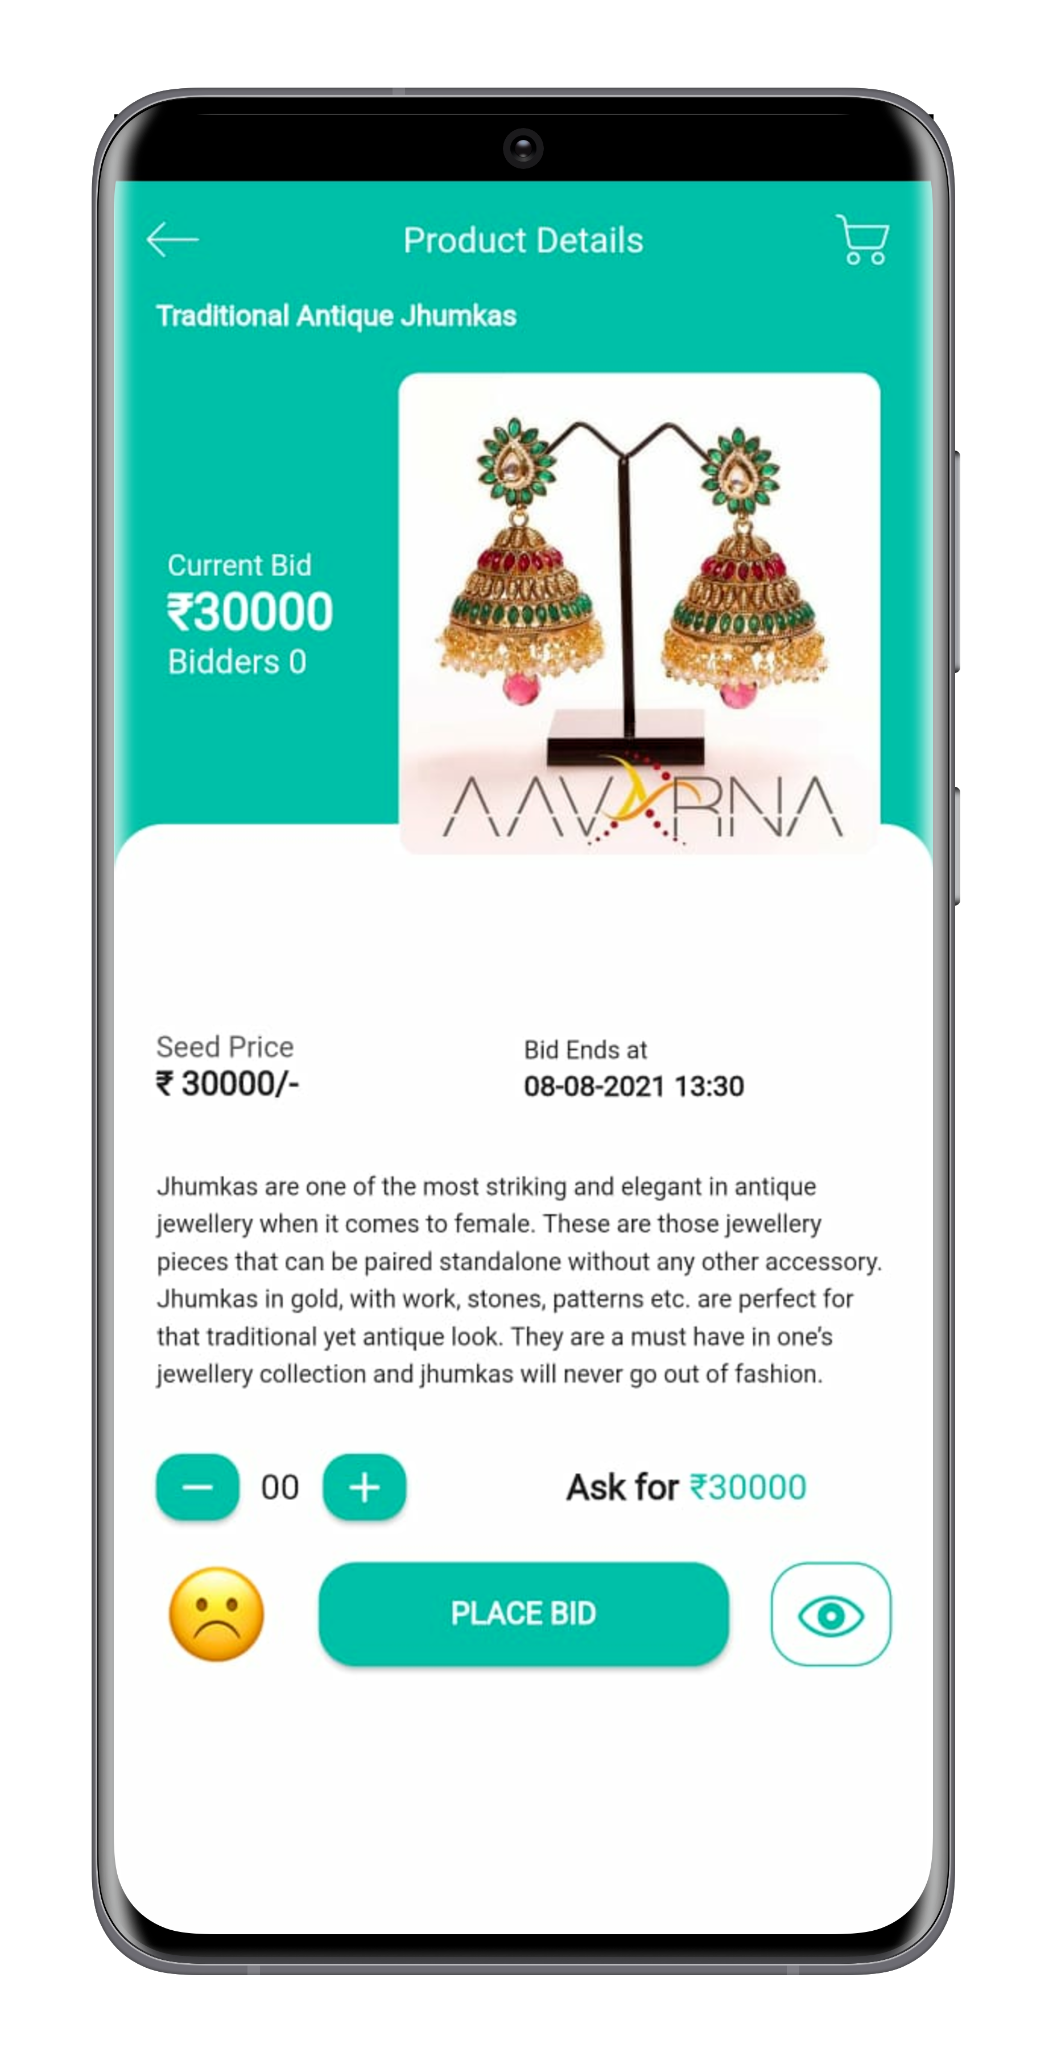 Product Details
Traditional Antique Jhumkas
Current Bid
₹30000
Bidders 0
AAVARNA
Seed Price
₹ 30000/-
Bid Ends at
08-08-2021 13:30
Jhumkas are one of the most striking and elegant in antique
jewellery when it comes to female. These are those jewellery
pieces that can be paired standalone without any other accessory.
Jhumkas in gold, with work, stones, patterns etc. are perfect for
that traditional yet antique look. They are a must have in one’s
jewellery collection and jhumkas will never go out of fashion.
00
Ask for ₹30000
PLACE BID